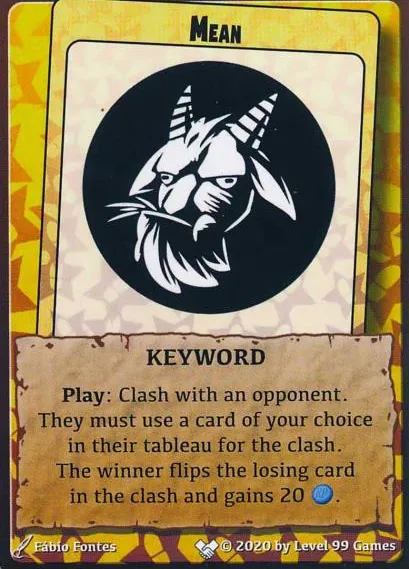 MEAN
KEYWORD
Play: Clash with an opponent.
They must use a card of your choice
in their tableau for the clash.
The winner flips the losing card
in the clash and gains 20 .
Fábio Fontes
© 2020 by Level 99 Games